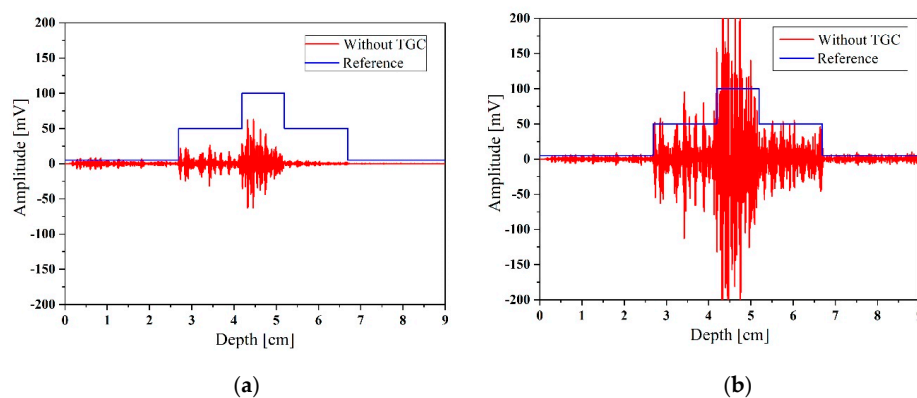 200
150
100
50
0
-50
-100
-150
-200
Amplitude [mV]
Without TGC
Reference
0 1 2 3 4 5 6 7 8 9
Depth [cm]
(a)
200
150
100
50
0
50
-100
-150
-200
Amplitude [mV]
Without TGC
Reference
0 1 2 3 4 5 6 7 8 9
Depth [cm]
(b)